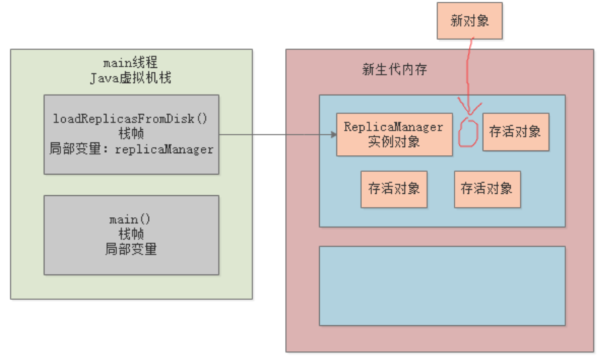 新对象
main线程
Java虚拟机栈
新生代内存
loadReplicasFromDisk()
栈帧
局部变量：replicaManager
ReplicaManager
实例对象
存活对象
存活对象
存活对象
main()
栈帧
局部变量